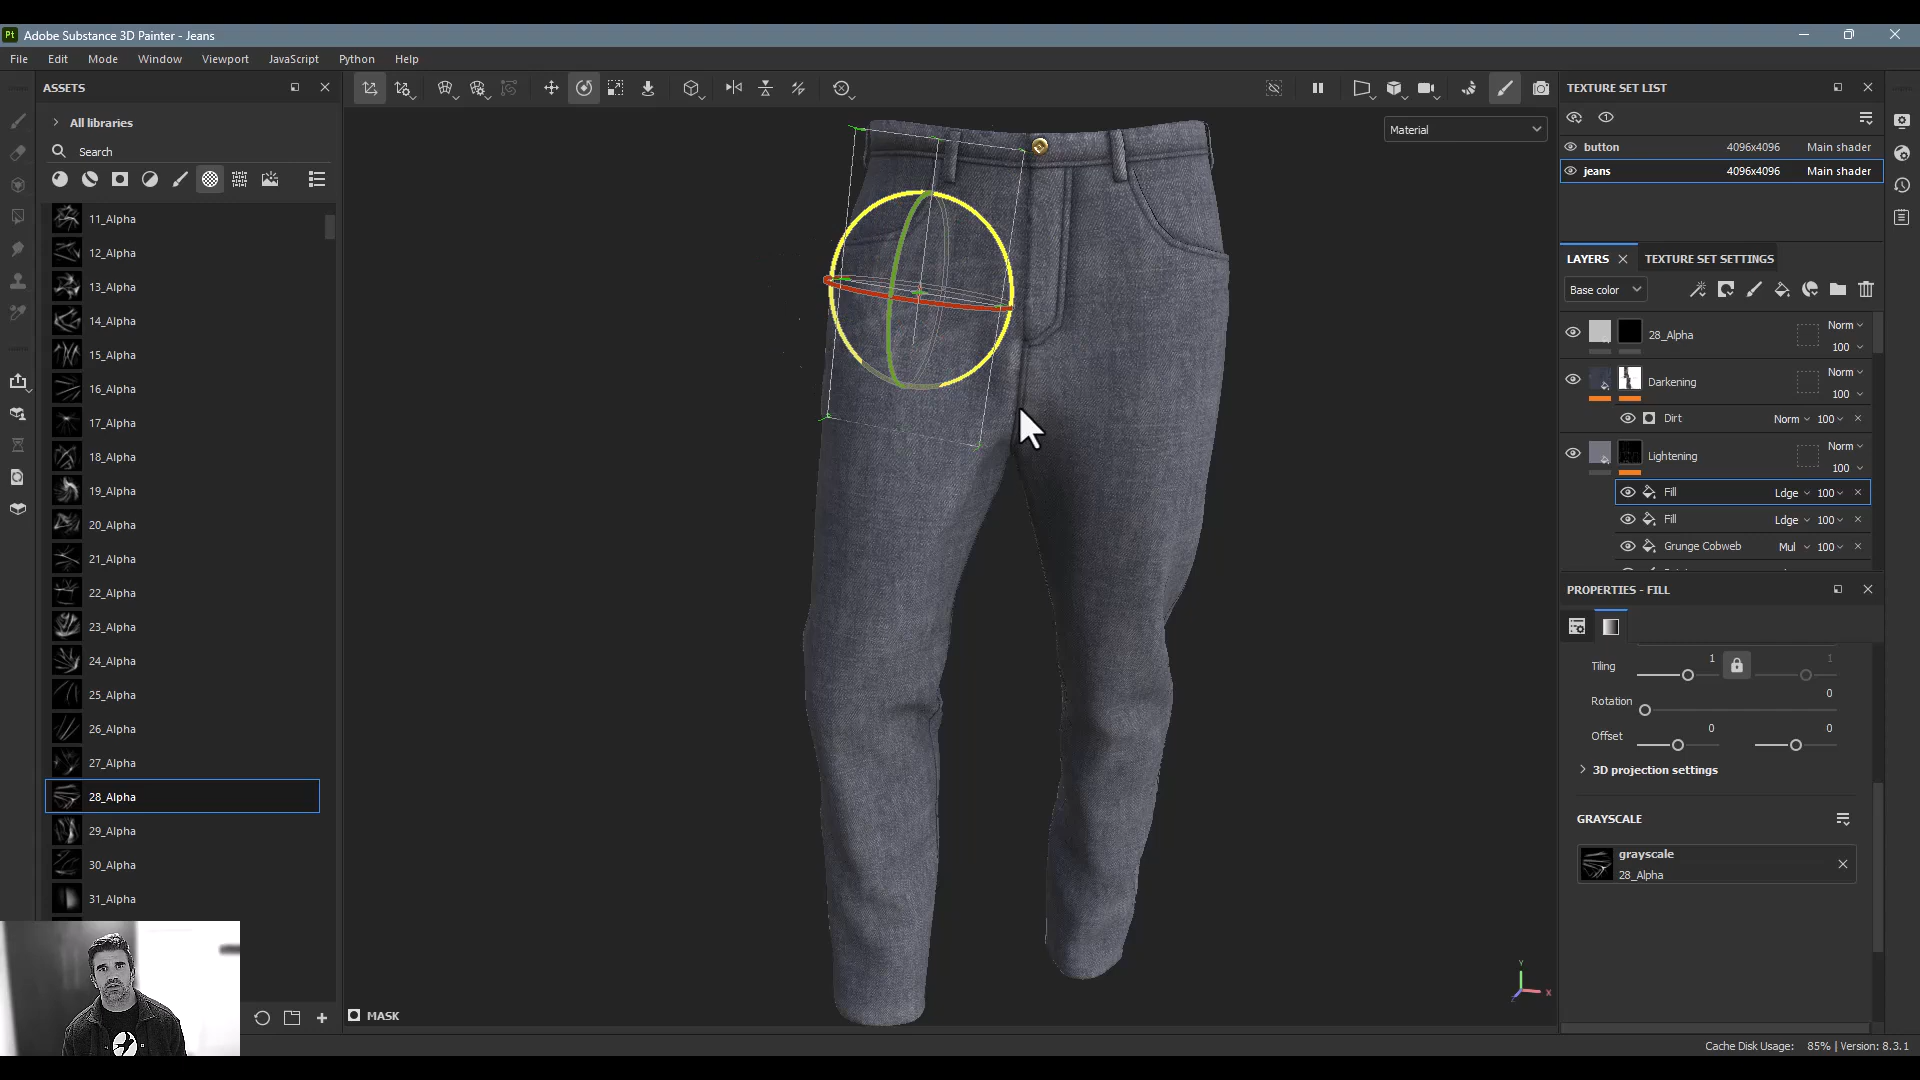 Pt Adobe Substance 3D Painter - Jeans
File Edit Mode Window Viewport JavaScript Python Help
ASSETS
All libraries
Search
11_Alpha
12_Alpha
13_Alpha
14_Alpha
15_Alpha
16_Alpha
17_Alpha
18_Alpha
19_Alpha
20_Alpha
21_Alpha
22_Alpha
23_Alpha
24_Alpha
25_Alpha
26_Alpha
27_Alpha
28_Alpha
29_Alpha
30_Alpha
31_Alpha
Material
MASK
Y
X
Z
TEXTURE SET LIST
button 4096x4096 Main shader
jeans 4096x4096 Main shader
LAYERS TEXTURE SET SETTINGS
Base color
28_Alpha Norm
100
Darkening Norm
100
Dirt Norm 100
Lightening Norm
100
Fill Ldge 100
Fill Ldge 100
Grunge Cobweb Mul 100
PROPERTIES - FILL
Tiling 1 1
Rotation 0
Offset 0 0
3D projection settings
GRAYSCALE
grayscale
28_Alpha
Cache Disk Usage: 85% | Version: 8.3.1